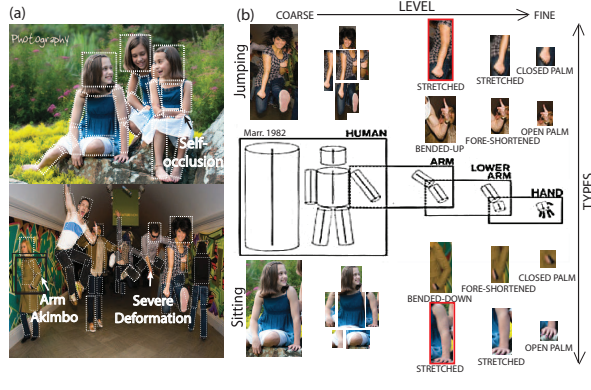 (a)
Photography
Self-
occlusion
Arm
Akimbo
Severe
Deformation
(b)
LEVEL
COARSE
FINE
Jumping
STRETCHED
STRETCHED
CLOSED PALM
BENDED-UP
FORE-SHORTENED
OPEN PALM
Marr. 1982
HUMAN
ARM
LOWER
ARM
HAND
TYPES
Sitting
BENDED-DOWN
FORE-SHORTENED
CLOSED PALM
STRETCHED
STRETCHED
OPEN PALM